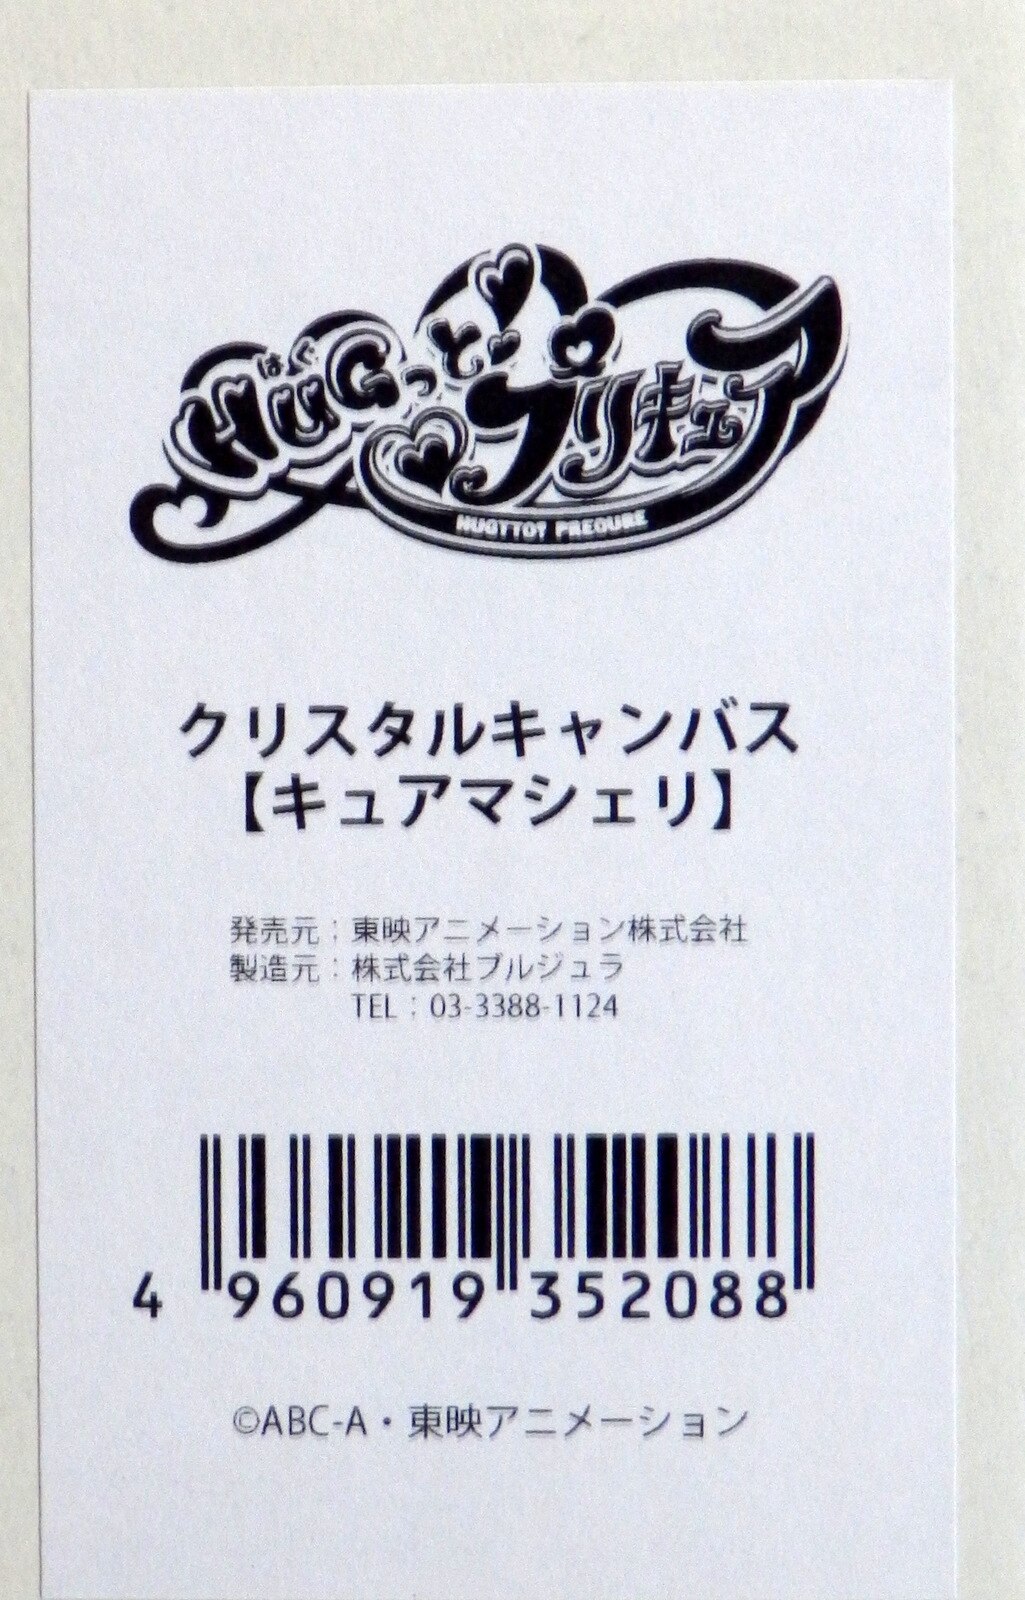 はぐ
HUGっと!プリキュア
HUGTTO! PRECURE
クリスタルキャンバス
【キュアマシェリ】
発売元：東映アニメーション株式会社
製造元：株式会社ブルジュラ
TEL：03-3388-1124
4 960919 352088
©ABC-A・東映アニメーション